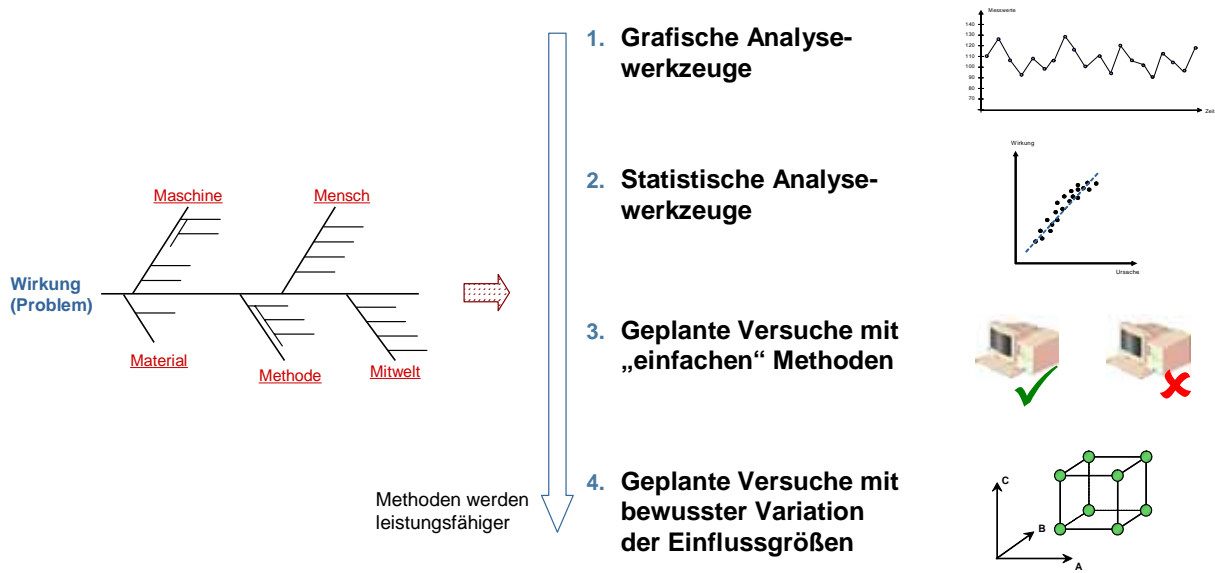 Maschine
Mensch
Wirkung
(Problem)
Material
Methode
Mitwelt
Methoden werden
leistungsfähiger
1. Grafische Analyse-
werkzeuge
Messwerte
140
130
120
110
100
90
80
70
Zeit
2. Statistische Analyse-
werkzeuge
Wirkung
Ursache
3. Geplante Versuche mit
„einfachen“ Methoden
4. Geplante Versuche mit
bewusster Variation
der Einflussgrößen
C
B
A